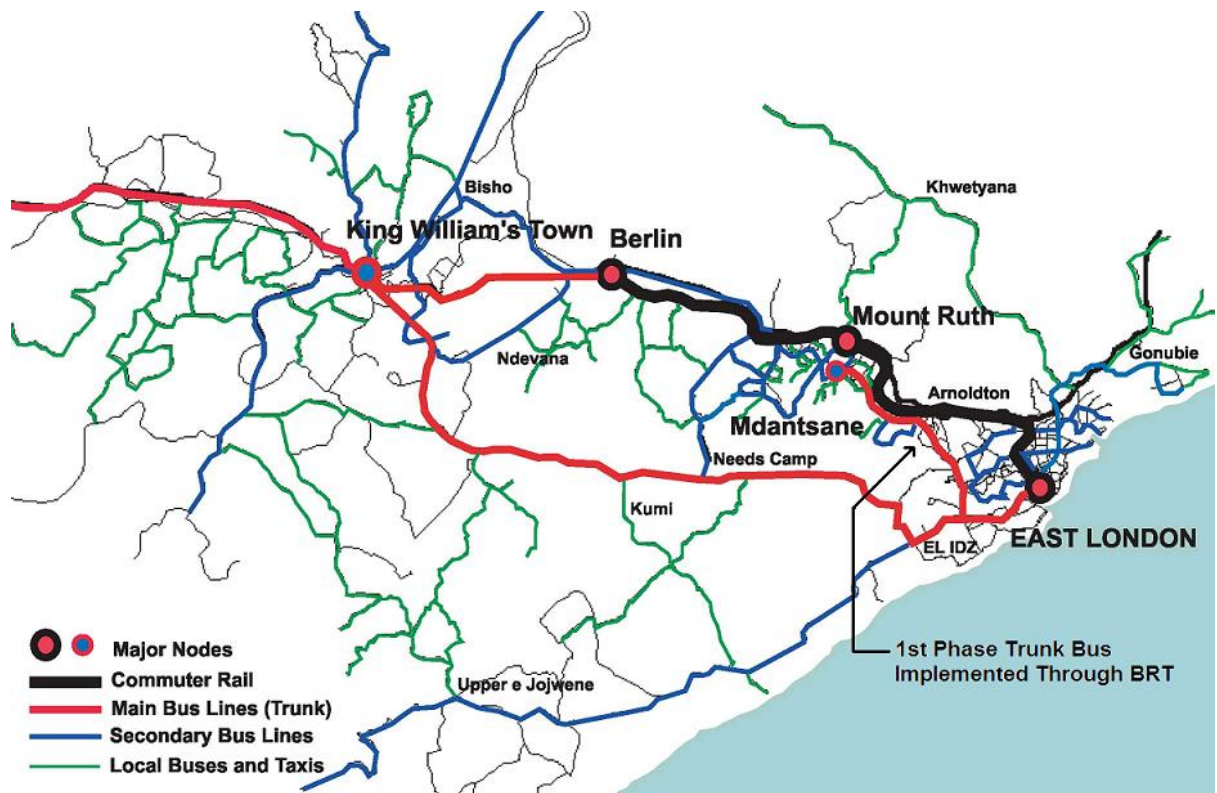 Khwetyana
Bisho
King William's Town
Berlin
Mount Ruth
Gonubie
Ndevana
Arnoldton
Mdantsane
Needs Camp
Kumi
EL IDZ
EAST LONDON
1st Phase Trunk Bus
Implemented Through BRT
Upper e Jojwene
Major Nodes
Commuter Rail
Main Bus Lines (Trunk)
Secondary Bus Lines
Local Buses and Taxis